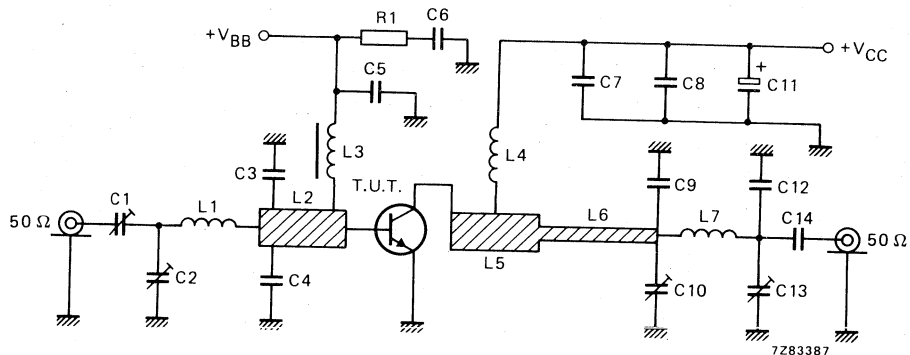 +VBB
R1
C6
+VCC
C5
C7
C8
+
C11
L3
L4
C3
T.U.T.
C9
C12
50 Ω
C1
L1
L2
L6
L7
C14
50 Ω
C2
C4
L5
C10
C13
7Z83387